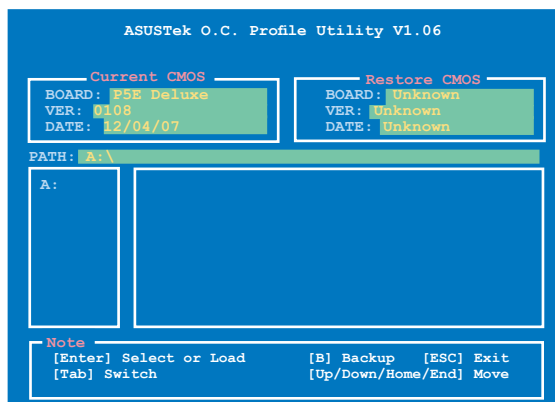 ASUSTek O.C. Profile Utility V1.06
Current CMOS
BOARD: P5E Deluxe
VER: 0108
DATE: 12/04/07
Restore CMOS
BOARD: Unknown
VER: Unknown
DATE: Unknown
PATH: A:\
A:
Note
[Enter] Select or Load [B] Backup [ESC] Exit
[Tab] Switch [Up/Down/Home/End] Move